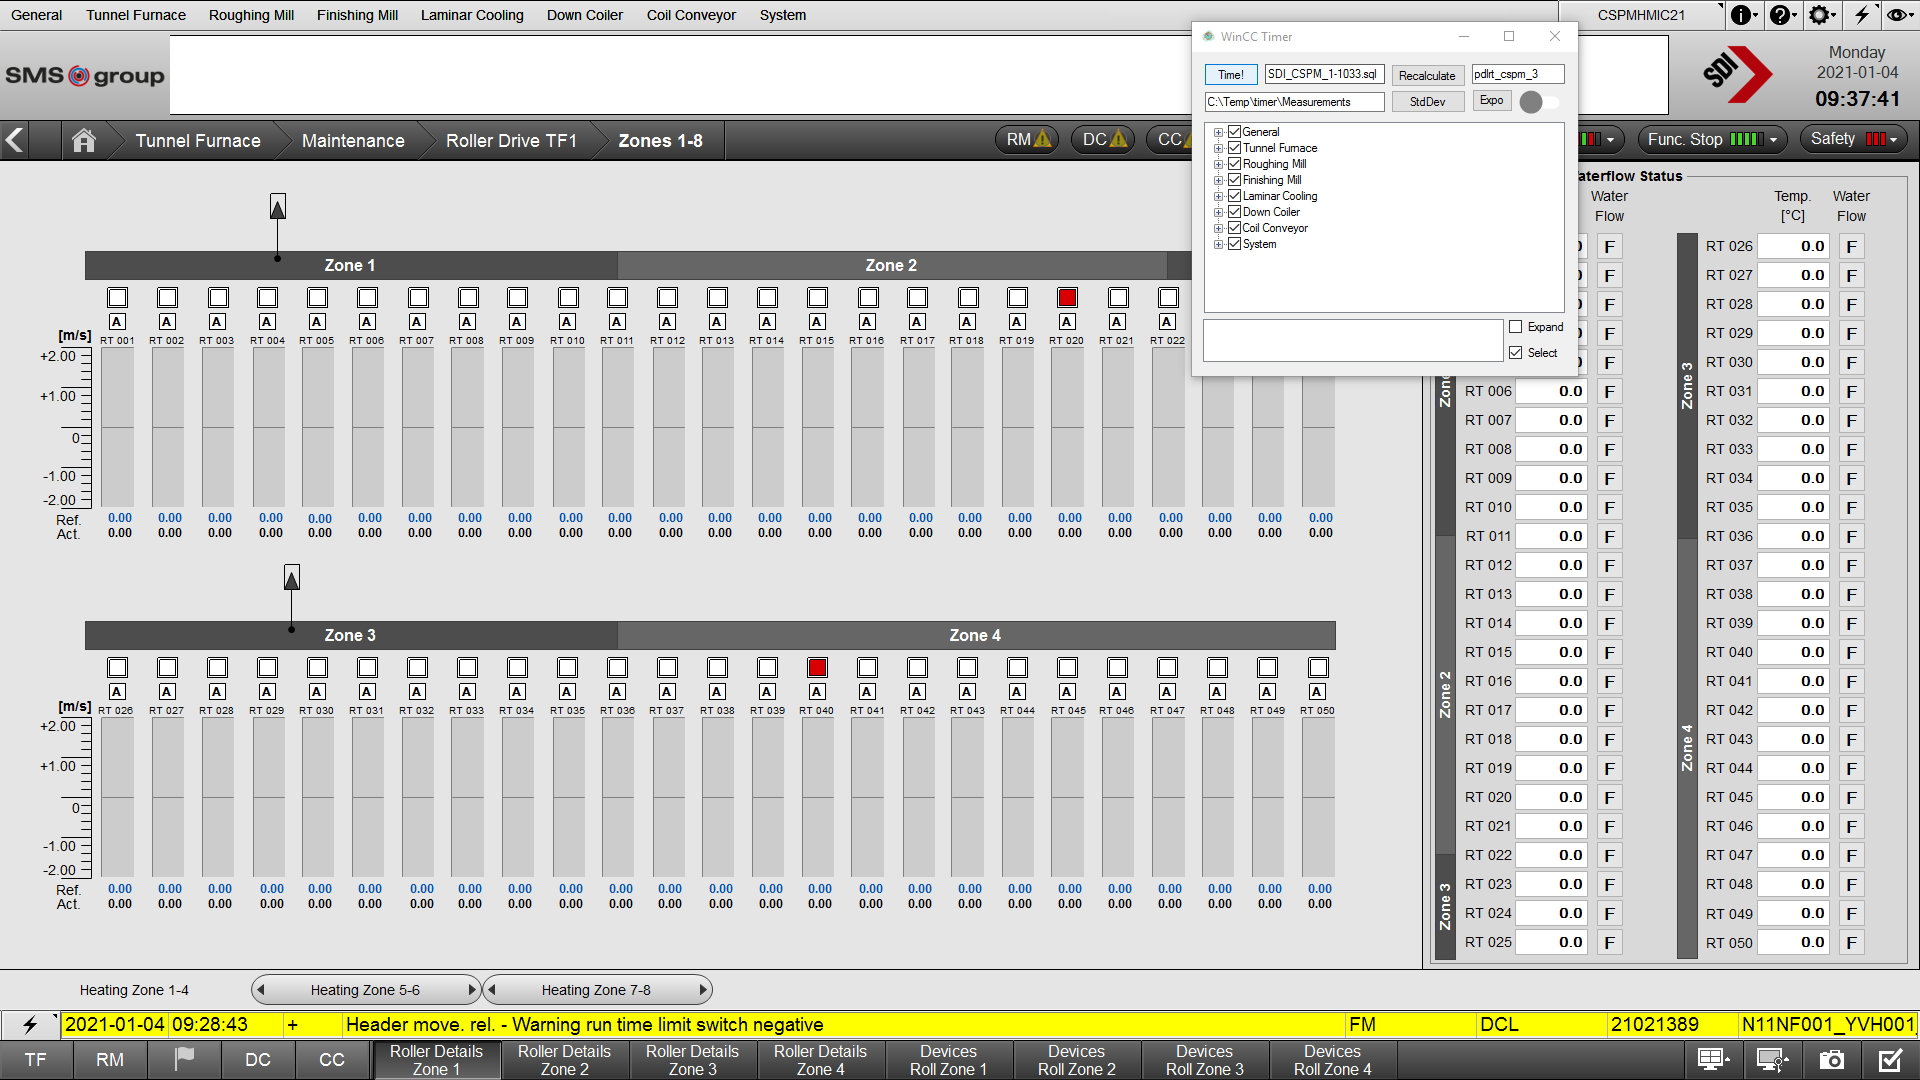 General Tunnel Furnace Roughing Mill Finishing Mill Laminar Cooling Down Coiler Coil Conveyor System CSPMHMIC21
SMS group
SDI
Monday
2021-01-04
09:37:41
WinCC Timer
Time! SDI_CSPM_1-1033.sql Recalculate pdlrt_cspm_3
C:\Temp\timer\Measurements StdDev Expo
General
Tunnel Furnace
Roughing Mill
Finishing Mill
Laminar Cooling
Down Coiler
Coil Conveyor
System
Expand
Select
Tunnel Furnace Maintenance Roller Drive TF1 Zones 1-8 RM DC CC Func. Stop Safety
Zone 1 Zone 2
A A A A A A A A A A A A A A A A A A A A A A
[m/s] RT 001 RT 002 RT 003 RT 004 RT 005 RT 006 RT 007 RT 008 RT 009 RT 010 RT 011 RT 012 RT 013 RT 014 RT 015 RT 016 RT 017 RT 018 RT 019 RT 020 RT 021 RT 022
+2.00
+1.00
0
-1.00
-2.00
Ref. 0.00 0.00 0.00 0.00 0.00 0.00 0.00 0.00 0.00 0.00 0.00 0.00 0.00 0.00 0.00 0.00 0.00 0.00 0.00 0.00 0.00 0.00 0.00 0.00 0.00
Act. 0.00 0.00 0.00 0.00 0.00 0.00 0.00 0.00 0.00 0.00 0.00 0.00 0.00 0.00 0.00 0.00 0.00 0.00 0.00 0.00 0.00 0.00 0.00 0.00 0.00
Zone 3 Zone 4
A A A A A A A A A A A A A A A A A A A A A A A A A
[m/s] RT 026 RT 027 RT 028 RT 029 RT 030 RT 031 RT 032 RT 033 RT 034 RT 035 RT 036 RT 037 RT 038 RT 039 RT 040 RT 041 RT 042 RT 043 RT 044 RT 045 RT 046 RT 047 RT 048 RT 049 RT 050
+2.00
+1.00
0
-1.00
-2.00
Ref. 0.00 0.00 0.00 0.00 0.00 0.00 0.00 0.00 0.00 0.00 0.00 0.00 0.00 0.00 0.00 0.00 0.00 0.00 0.00 0.00 0.00 0.00 0.00 0.00 0.00
Act. 0.00 0.00 0.00 0.00 0.00 0.00 0.00 0.00 0.00 0.00 0.00 0.00 0.00 0.00 0.00 0.00 0.00 0.00 0.00 0.00 0.00 0.00 0.00 0.00 0.00
Status
Water Temp. Water
Flow [°C] Flow
F RT 026 0.0 F
F RT 027 0.0 F
F RT 028 0.0 F
F RT 029 0.0 F
F RT 030 0.0 F
RT 006 0.0 F RT 031 0.0 F
RT 007 0.0 F RT 032 0.0 F
RT 008 0.0 F RT 033 0.0 F
RT 009 0.0 F RT 034 0.0 F
RT 010 0.0 F RT 035 0.0 F
RT 011 0.0 F RT 036 0.0 F
RT 012 0.0 F RT 037 0.0 F
RT 013 0.0 F RT 038 0.0 F
RT 014 0.0 F RT 039 0.0 F
RT 015 0.0 F RT 040 0.0 F
RT 016 0.0 F RT 041 0.0 F
RT 017 0.0 F RT 042 0.0 F
RT 018 0.0 F RT 043 0.0 F
RT 019 0.0 F RT 044 0.0 F
RT 020 0.0 F RT 045 0.0 F
RT 021 0.0 F RT 046 0.0 F
RT 022 0.0 F RT 047 0.0 F
RT 023 0.0 F RT 048 0.0 F
RT 024 0.0 F RT 049 0.0 F
RT 025 0.0 F RT 050 0.0 F
Zone 2
Zone 3
Zone 3
Zone 4
Heating Zone 1-4 Heating Zone 5-6 Heating Zone 7-8
2021-01-04 09:28:43 + Header move. rel. - Warning run time limit switch negative FM DCL 21021389 N11NF001_YVH001
TF RM DC CC
Roller Details Zone 1
Roller Details Zone 2
Roller Details Zone 3
Roller Details Zone 4
Devices Roll Zone 1
Devices Roll Zone 2
Devices Roll Zone 3
Devices Roll Zone 4